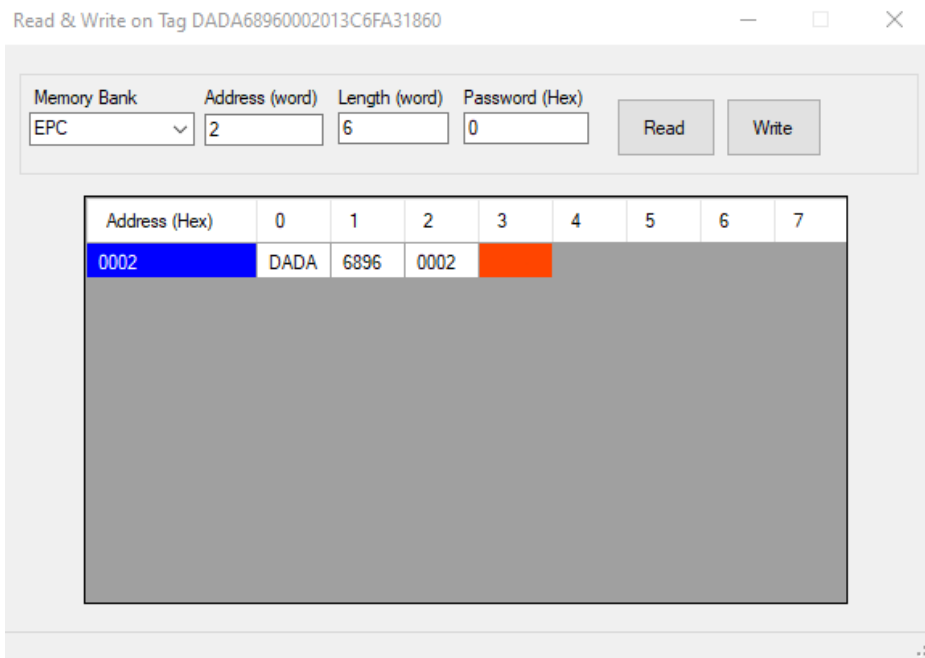 Read & Write on Tag DADA68960002013C6FA31860
Memory Bank Address (word) Length (word) Password (Hex)
EPC 2 6 0 Read Write
Address (Hex) 0 1 2 3 4 5 6 7
0002 DADA 6896 0002